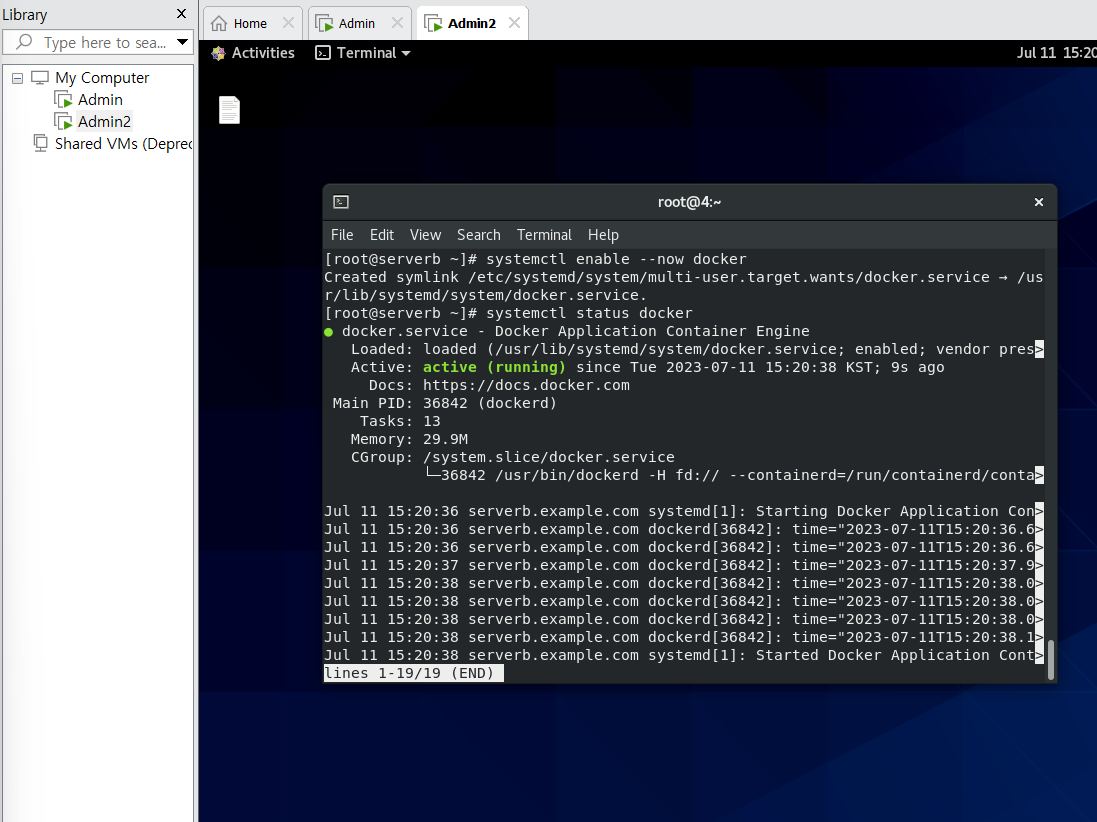 Library
Type here to sea...
My Computer
Admin
Admin2
Shared VMs (Deprec
Home
Admin
Admin2
Activities
Terminal
Jul 11 15:20
root@4:~
File Edit View Search Terminal Help
[root@serverb ~]# systemctl enable --now docker
Created symlink /etc/systemd/system/multi-user.target.wants/docker.service → /us
r/lib/systemd/system/docker.service.
[root@serverb ~]# systemctl status docker
● docker.service - Docker Application Container Engine
   Loaded: loaded (/usr/lib/systemd/system/docker.service; enabled; vendor pres>
   Active: active (running) since Tue 2023-07-11 15:20:38 KST; 9s ago
     Docs: https://docs.docker.com
 Main PID: 36842 (dockerd)
    Tasks: 13
   Memory: 29.9M
   CGroup: /system.slice/docker.service
           └─36842 /usr/bin/dockerd -H fd:// --containerd=/run/containerd/conta>
Jul 11 15:20:36 serverb.example.com systemd[1]: Starting Docker Application Con>
Jul 11 15:20:36 serverb.example.com dockerd[36842]: time="2023-07-11T15:20:36.6>
Jul 11 15:20:36 serverb.example.com dockerd[36842]: time="2023-07-11T15:20:36.6>
Jul 11 15:20:37 serverb.example.com dockerd[36842]: time="2023-07-11T15:20:37.9>
Jul 11 15:20:38 serverb.example.com dockerd[36842]: time="2023-07-11T15:20:38.0>
Jul 11 15:20:38 serverb.example.com dockerd[36842]: time="2023-07-11T15:20:38.0>
Jul 11 15:20:38 serverb.example.com dockerd[36842]: time="2023-07-11T15:20:38.0>
Jul 11 15:20:38 serverb.example.com dockerd[36842]: time="2023-07-11T15:20:38.1>
Jul 11 15:20:38 serverb.example.com systemd[1]: Started Docker Application Cont>
lines 1-19/19 (END)